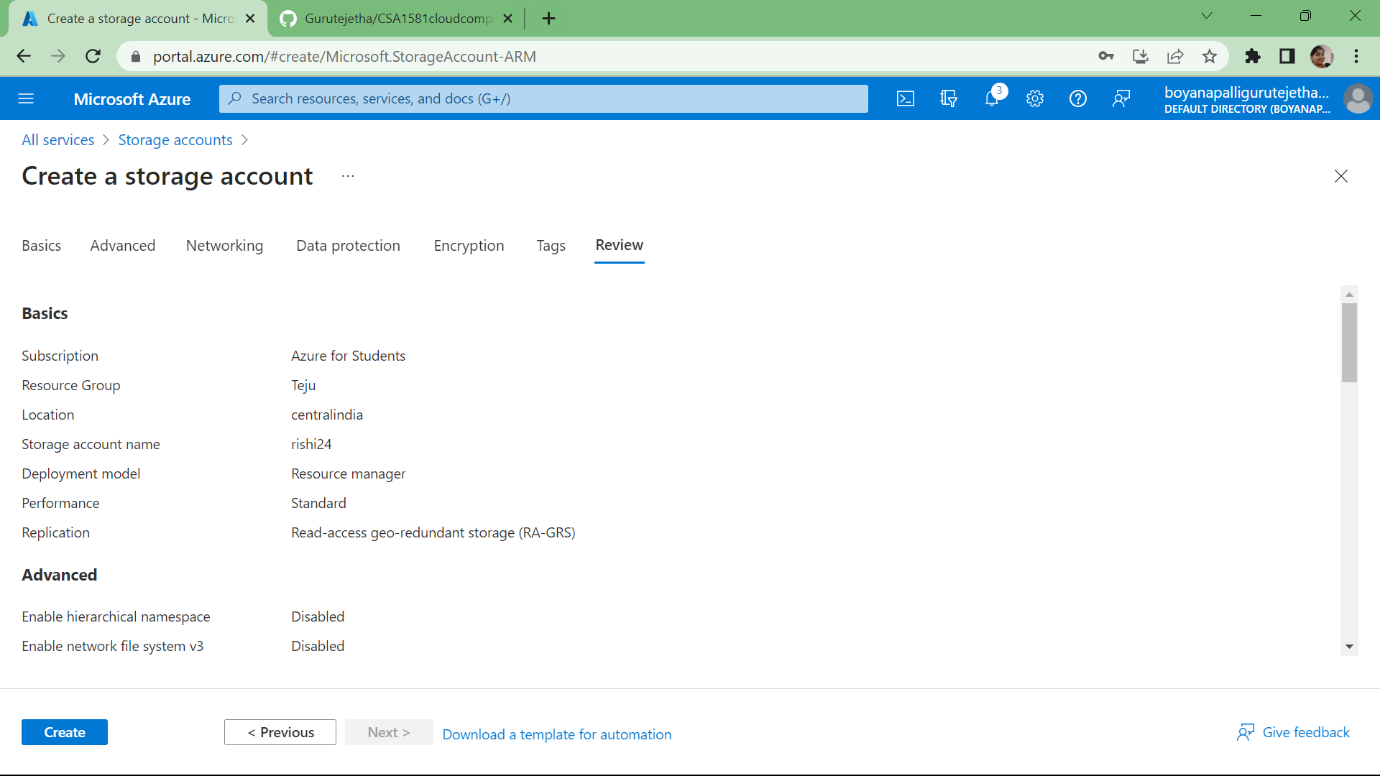 Create a storage account - Micro
Gurutejetha/CSA1581cloudcomp
portal.azure.com/#create/Microsoft.StorageAccount-ARM
Microsoft Azure
Search resources, services, and docs (G+/)
3
boyanapalligurutejetha...
DEFAULT DIRECTORY (BOYANAP...
All services > Storage accounts >
Create a storage account ...
Basics Advanced Networking Data protection Encryption Tags Review
Basics
Subscription Azure for Students
Resource Group Teju
Location centralindia
Storage account name rishi24
Deployment model Resource manager
Performance Standard
Replication Read-access geo-redundant storage (RA-GRS)
Advanced
Enable hierarchical namespace Disabled
Enable network file system v3 Disabled
Create < Previous Next > Download a template for automation Give feedback